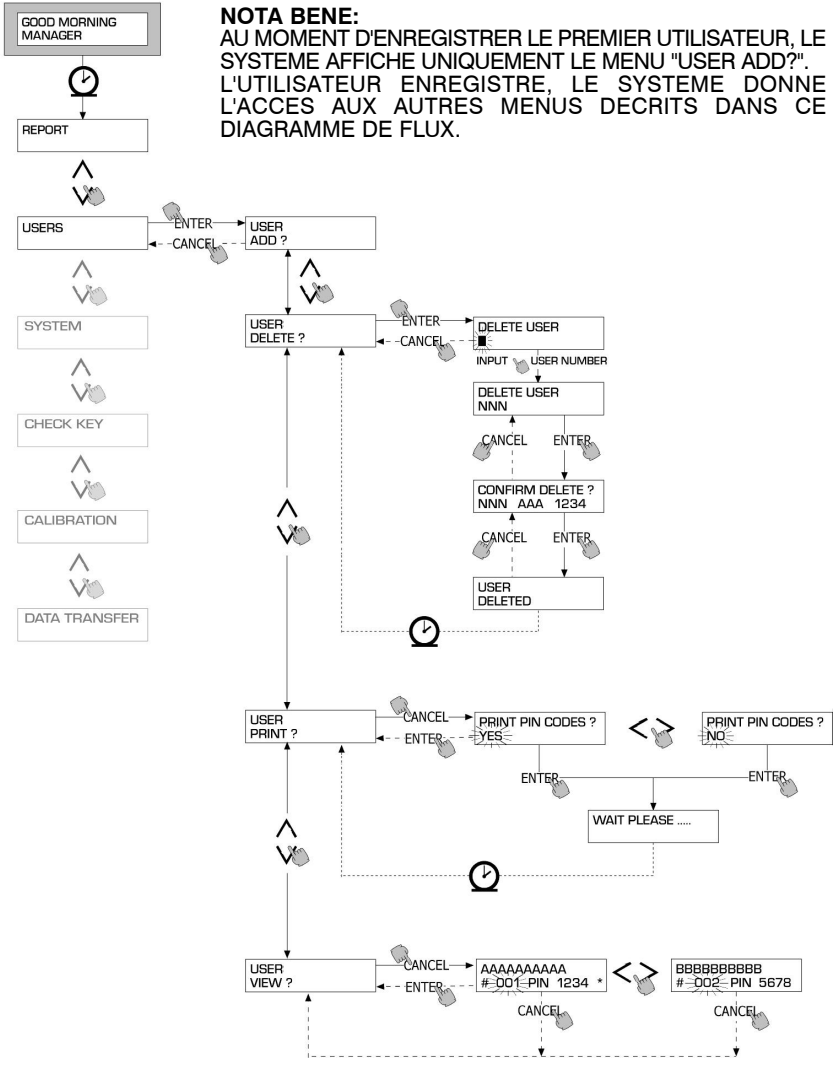 GOOD MORNING
MANAGER
NOTA BENE:
AU MOMENT D'ENREGISTRER LE PREMIER UTILISATEUR, LE
SYSTEME AFFICHE UNIQUEMENT LE MENU "USER ADD?".
L'UTILISATEUR ENREGISTRE, LE SYSTEME DONNE
L'ACCES AUX AUTRES MENUS DECRITS DANS CE
DIAGRAMME DE FLUX.
REPORT
USERS
ENTER
CANCEL
USER
ADD ?
SYSTEM
CHECK KEY
CALIBRATION
DATA TRANSFER
USER
DELETE ?
ENTER
CANCEL
DELETE USER
INPUT USER NUMBER
DELETE USER
NNN
CANCEL ENTER
CONFIRM DELETE ?
NNN AAA 1234
CANCEL ENTER
USER
DELETED
USER
PRINT ?
CANCEL
ENTER
PRINT PIN CODES ?
YES
PRINT PIN CODES ?
NO
ENTER
ENTER
WAIT PLEASE .....
USER
VIEW ?
CANCEL
ENTER
AAAAAAAAAA
# 001 PIN 1234 *
BBBBBBBBBB
# 002 PIN 5678
CANCEL
CANCEL